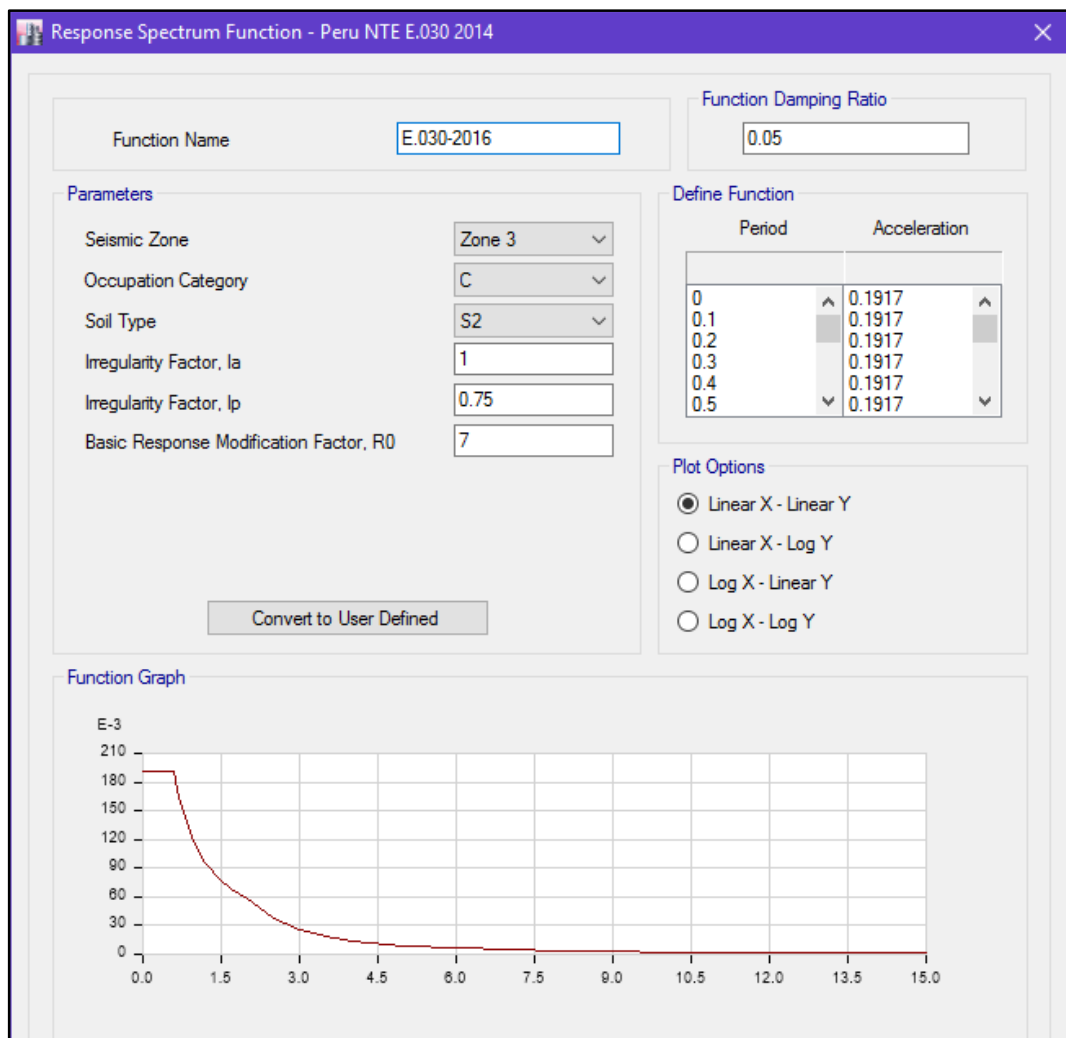 Response Spectrum Function - Peru NTE E.030 2014
Function Name E.030-2016
Function Damping Ratio
0.05
Parameters
Seismic Zone Zone 3
Occupation Category C
Soil Type S2
Irregularity Factor, Ia 1
Irregularity Factor, Ip 0.75
Basic Response Modification Factor, R0 7
Convert to User Defined
Define Function
Period Acceleration
0 0.1917
0.1 0.1917
0.2 0.1917
0.3 0.1917
0.4 0.1917
0.5 0.1917
Plot Options
Linear X - Linear Y
Linear X - Log Y
Log X - Linear Y
Log X - Log Y
Function Graph
E-3
210
180
150
120
90
60
30
0
0.0 1.5 3.0 4.5 6.0 7.5 9.0 10.5 12.0 13.5 15.0